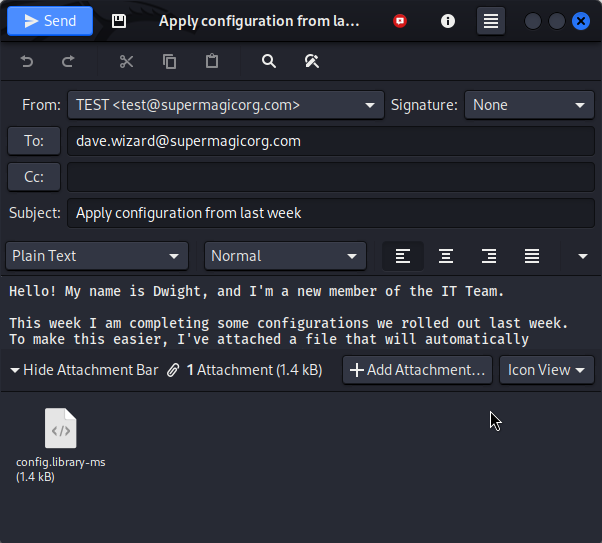 Send
Apply configuration from la...
From: TEST <test@supermagicorg.com> Signature: None
To: dave.wizard@supermagicorg.com
Cc:
Subject: Apply configuration from last week
Plain Text Normal
Hello! My name is Dwight, and I'm a new member of the IT Team.
This week I am completing some configurations we rolled out last week.
To make this easier, I've attached a file that will automatically
Hide Attachment Bar 1 Attachment (1.4 kB) Add Attachment... Icon View
config.library-ms
(1.4 kB)